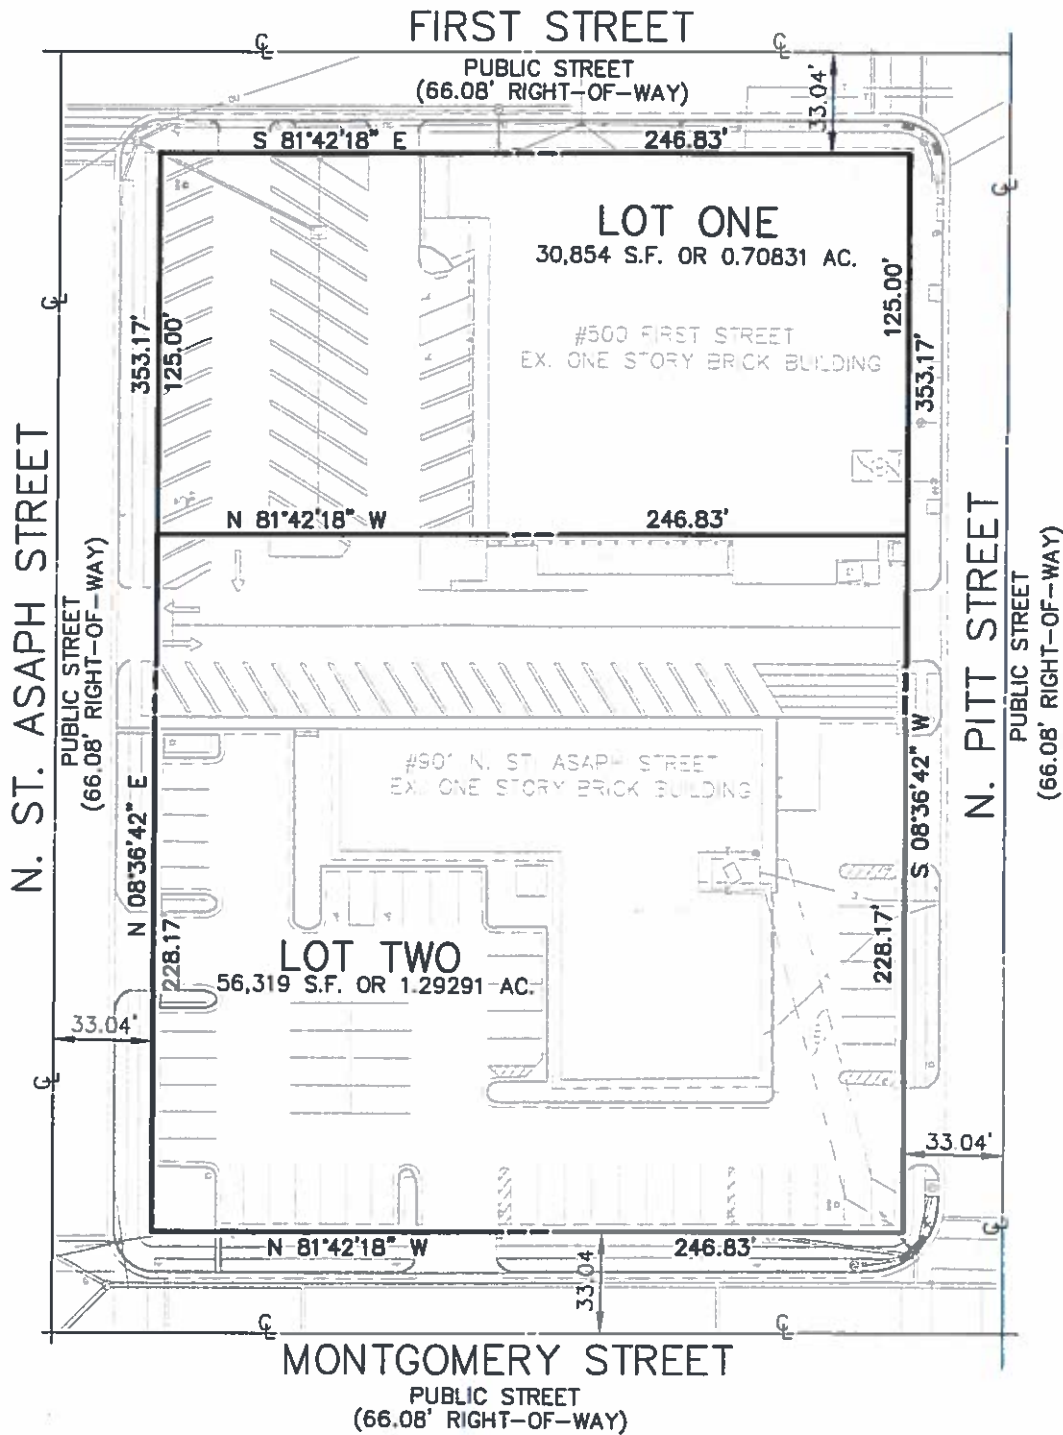 FIRST STREET
PUBLIC STREET
(66.08' RIGHT-OF-WAY)
33.04'
S 81°42'18" E 246.83'
LOT ONE
30,854 S.F. OR 0.70831 AC.
125.00'
353.17'
353.17'
125.00'
#500 FIRST STREET
EX. ONE STORY BRICK BUILDING
N 81°42'18" W 246.83'
N. ST. ASAPH STREET
PUBLIC STREET
(66.08' RIGHT-OF-WAY)
N. PITT STREET
PUBLIC STREET
(66.08' RIGHT-OF-WAY)
N. ST. ASAPH STREET
EX. ONE STORY BRICK BUILDING
N 08°36'42" E
S 08°36'42" W
228.17'
228.17'
LOT TWO
56,319 S.F. OR 1.29291 AC.
33.04'
33.04'
N 81°42'18" W 246.83'
33.04
MONTGOMERY STREET
PUBLIC STREET
(66.08' RIGHT-OF-WAY)